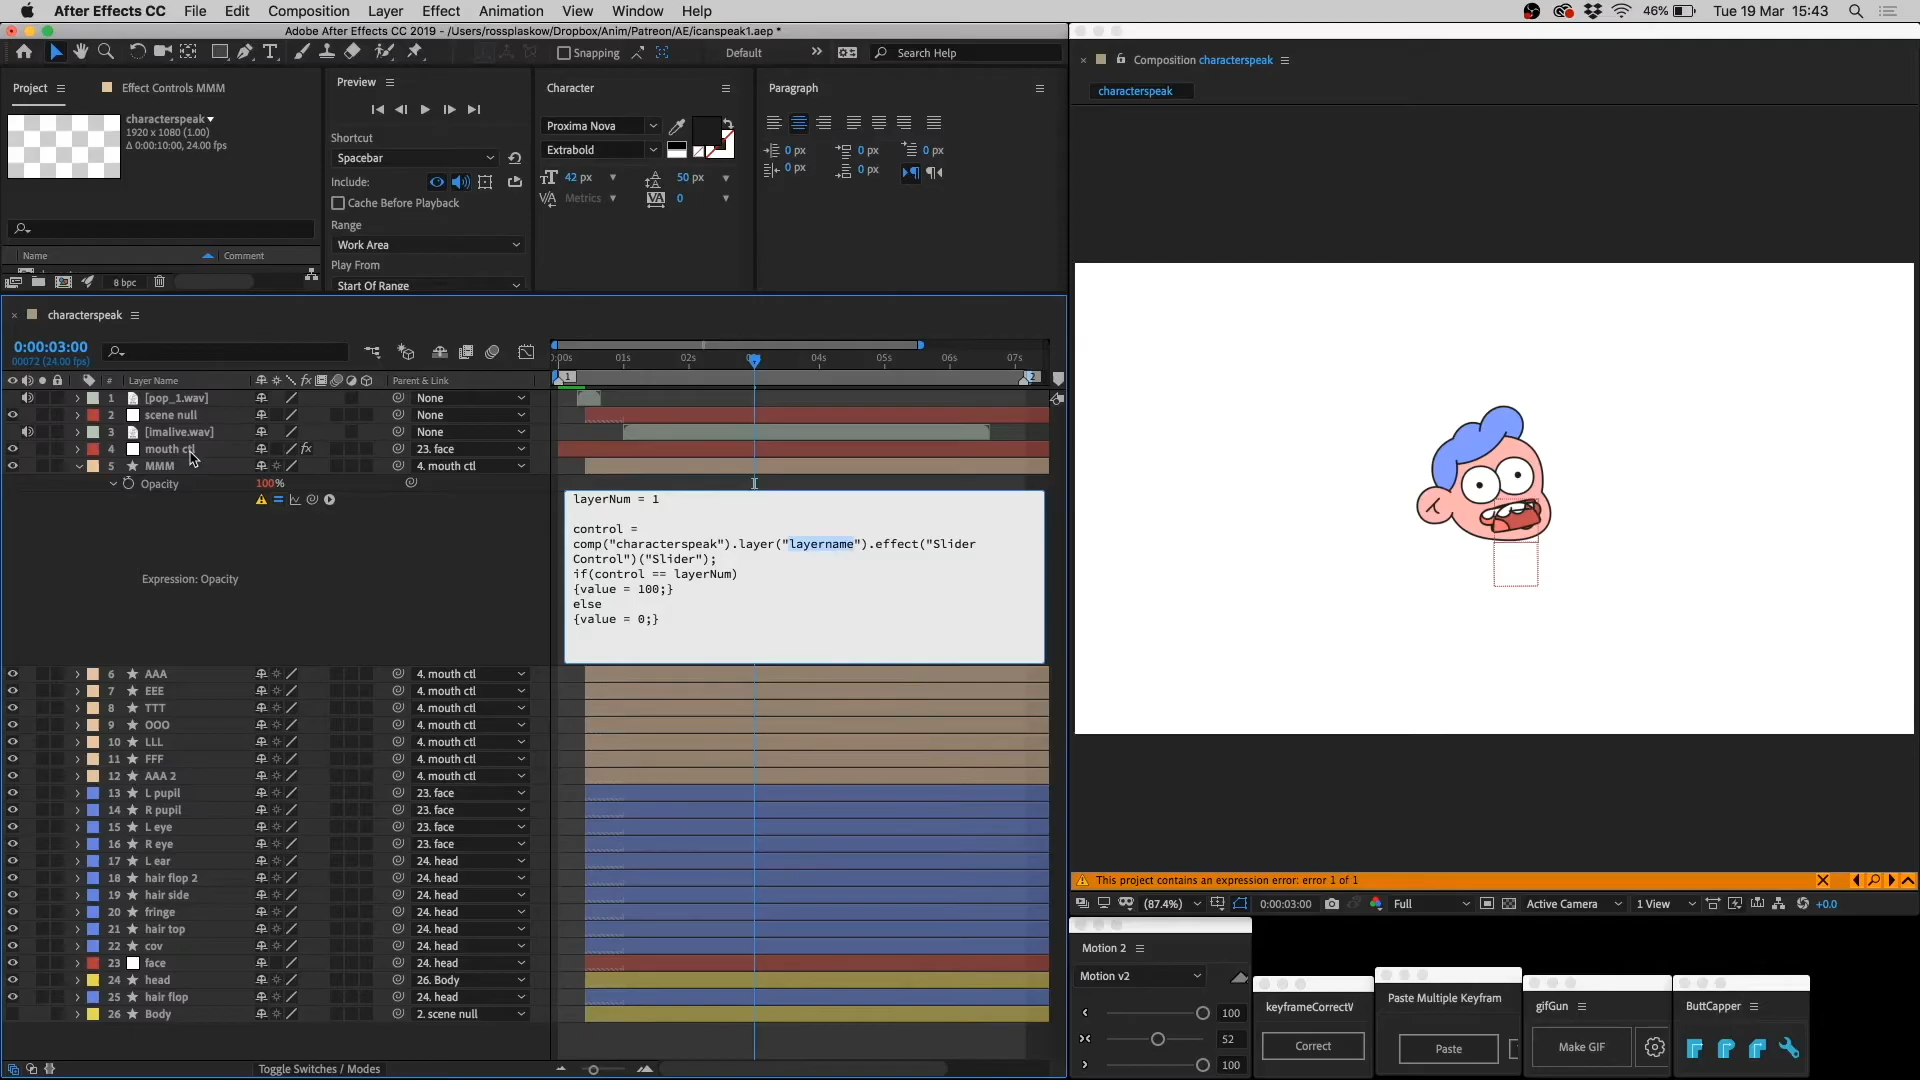 After Effects CC File Edit Composition Layer Effect Animation View Window Help 46% Tue 19 Mar 15:43
Adobe After Effects CC 2019 - /Users/rossplaskow/Dropbox/Anim/Patreon/AE/icanspeak1.aep *
Snapping Default Search Help
Project Effect Controls MMM
characterspeak
1920 x 1080 (1.00)
Δ 0:00:10:00, 24.00 fps
Name Comment
8 bpc
Preview
Shortcut
Spacebar
Include:
Cache Before Playback
Range
Work Area
Play From
Start Of Range
Character
Proxima Nova
Extrabold
42 px 50 px
Metrics 0
Paragraph
0 px 0 px 0 px
0 px 0 px
Composition characterspeak
characterspeak
characterspeak
0:00:03:00
00072 (24.00 fps)
:00s 01s 02s 04s 05s 06s 07s
1 2
# Layer Name Parent & Link
1 [pop_1.wav] None
2 scene null None
3 [imalive.wav] None
4 mouth ctl 23. face
5 MMM 4. mouth ctl
Opacity 100%
Expression: Opacity
layerNum = 1
control =
comp("characterspeak").layer("layername").effect("Slider
Control")("Slider");
if(control == layerNum)
{value = 100;}
else
{value = 0;}
6 AAA 4. mouth ctl
7 EEE 4. mouth ctl
8 TTT 4. mouth ctl
9 OOO 4. mouth ctl
10 LLL 4. mouth ctl
11 FFF 4. mouth ctl
12 AAA 2 4. mouth ctl
13 L pupil 23. face
14 R pupil 23. face
15 L eye 23. face
16 R eye 23. face
17 L ear 24. head
18 hair flop 2 24. head
19 hair side 24. head
20 fringe 24. head
21 hair top 24. head
22 cov 24. head
23 face 24. head
24 head 26. Body
25 hair flop 24. head
26 Body 2. scene null
Toggle Switches / Modes
This project contains an expression error: error 1 of 1
(87.4%) 0:00:03:00 Full Active Camera 1 View +0.0
Motion 2
Motion v2
100
52
100
keyframeCorrectV
Correct
Paste Multiple Keyfram
Paste
gifGun
Make GIF
ButtCapper